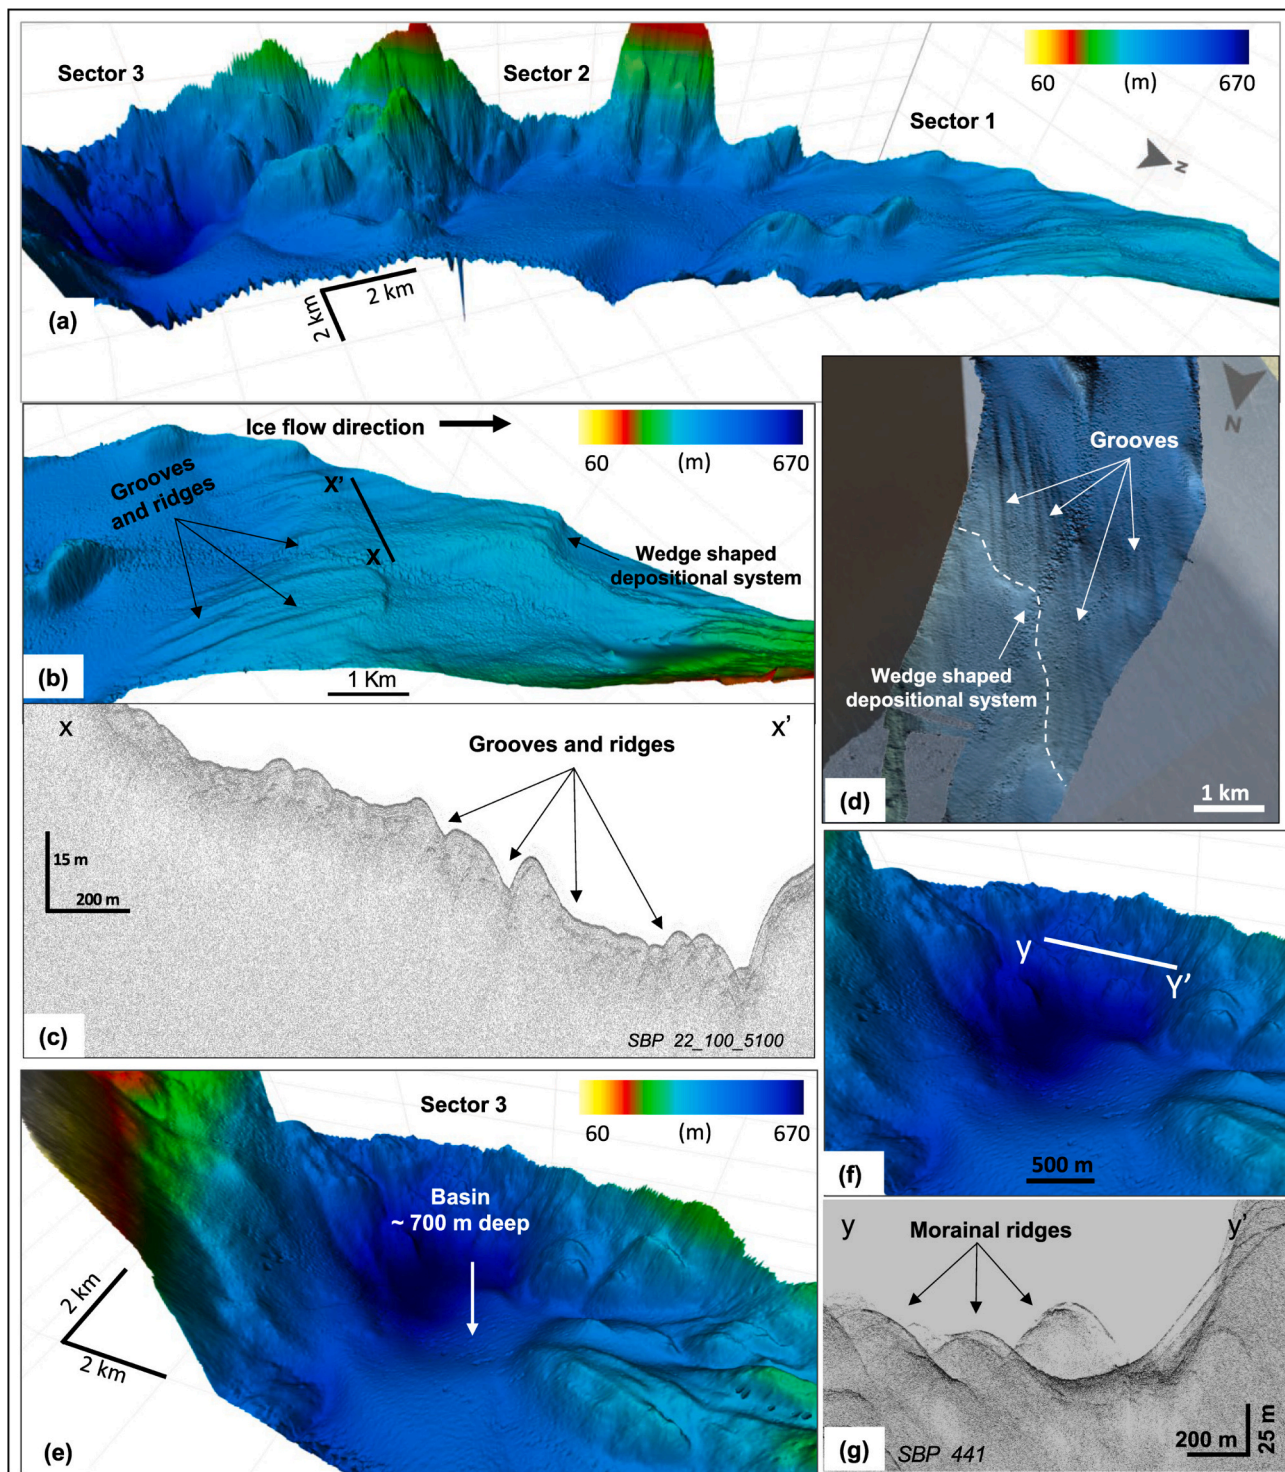 Sector 3
Sector 2
Sector 1
60 (m) 670
N
2 km
2 km
(a)
Ice flow direction
60 (m) 670
Grooves
and ridges
X'
X
Wedge shaped
depositional system
1 Km
(b)
N
Grooves
Wedge shaped
depositional system
1 km
(d)
X
X'
Grooves and ridges
15 m
200 m
SBP 22_100_5100
(c)
y
Y'
500 m
(f)
Sector 3
60 (m) 670
Basin
~ 700 m deep
2 km
2 km
(e)
y
y'
Morainal ridges
200 m
25 m
SBP 441
(g)